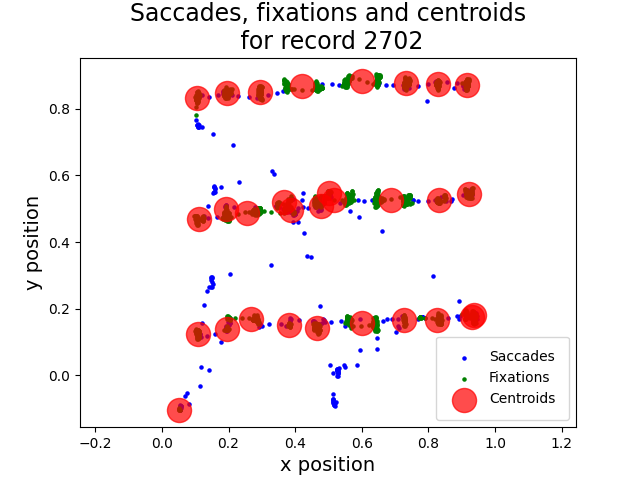 Saccades, fixations and centroids
for record 2702
y position
0.8
0.6
0.4
0.2
0.0
−0.2
0.0
0.2
0.4
0.6
0.8
1.0
1.2
x position
Saccades
Fixations
Centroids